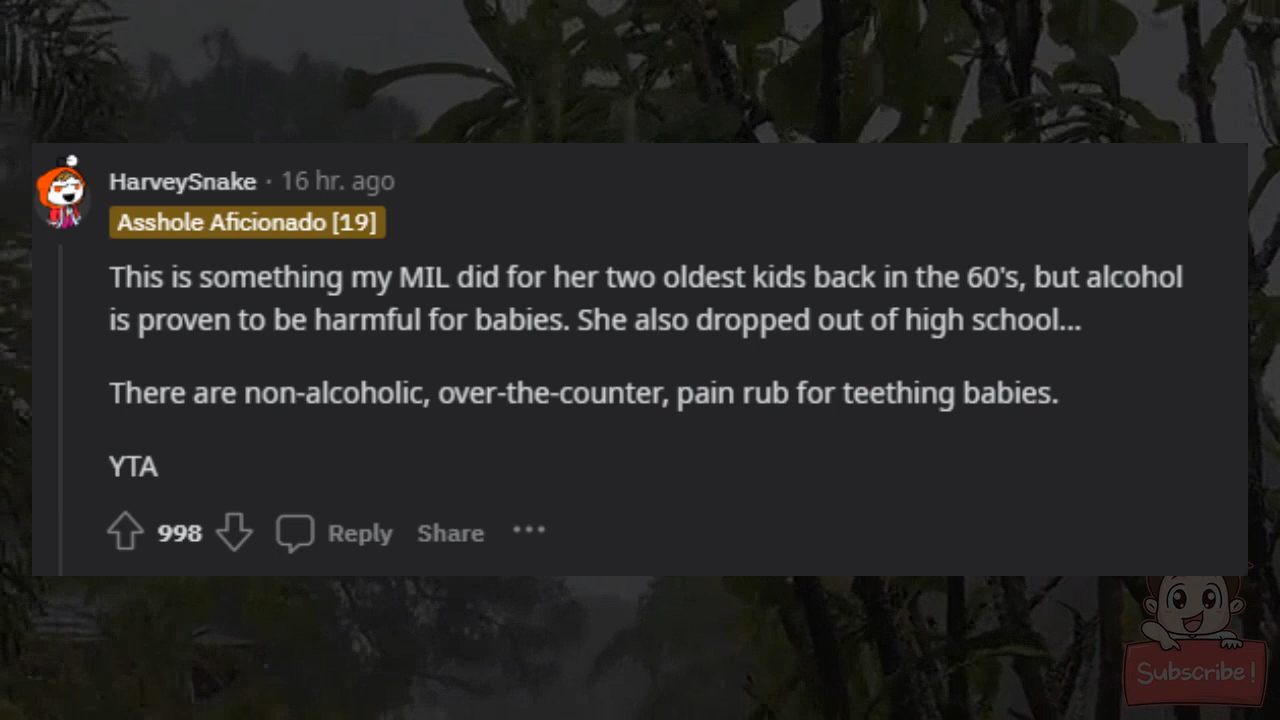 HarveySnake · 16 hr. ago
Asshole Aficionado [19]
This is something my MIL did for her two oldest kids back in the 60's, but alcohol
is proven to be harmful for babies. She also dropped out of high school...
There are non-alcoholic, over-the-counter, pain rub for teething babies.
YTA
998 Reply Share ···
Subscribe!